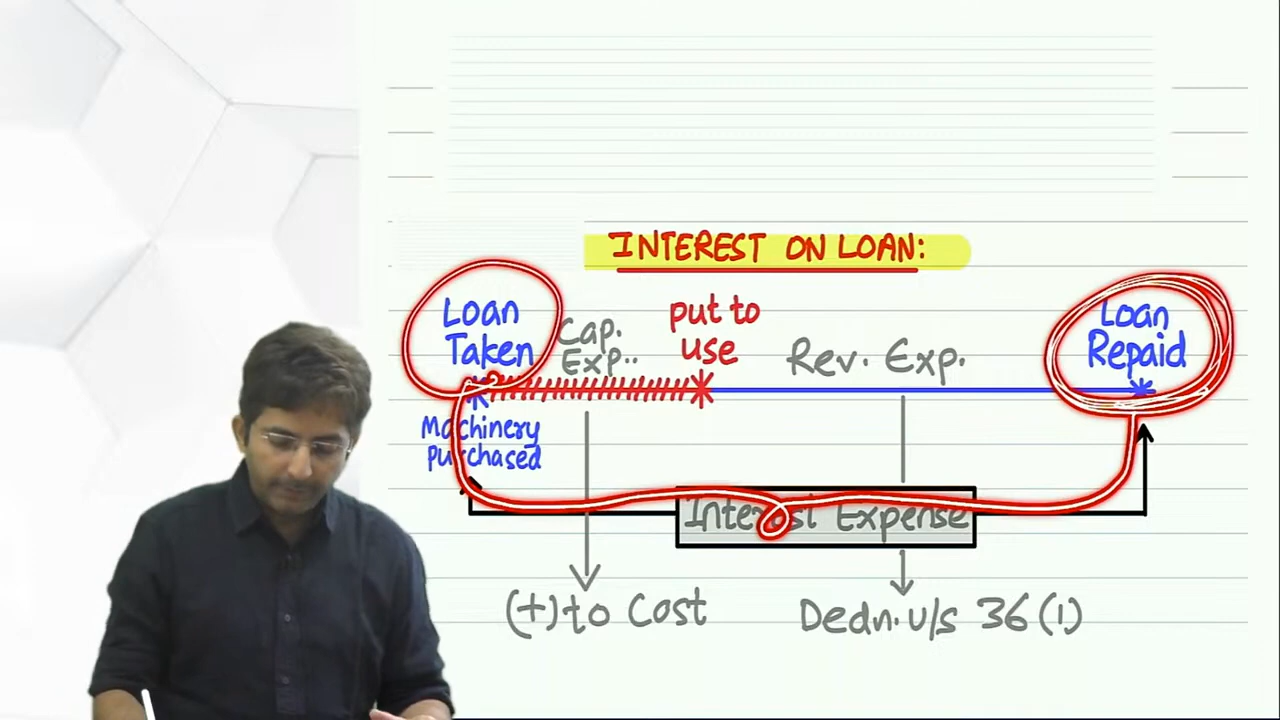 INTEREST ON LOAN:
Loan
Taken
Cap.
Exp..
put to
use
Rev. Exp.
Loan
Repaid
Machinery
purchased
Interest Expense
(+) to Cost
Dedn. u/s 36(1)